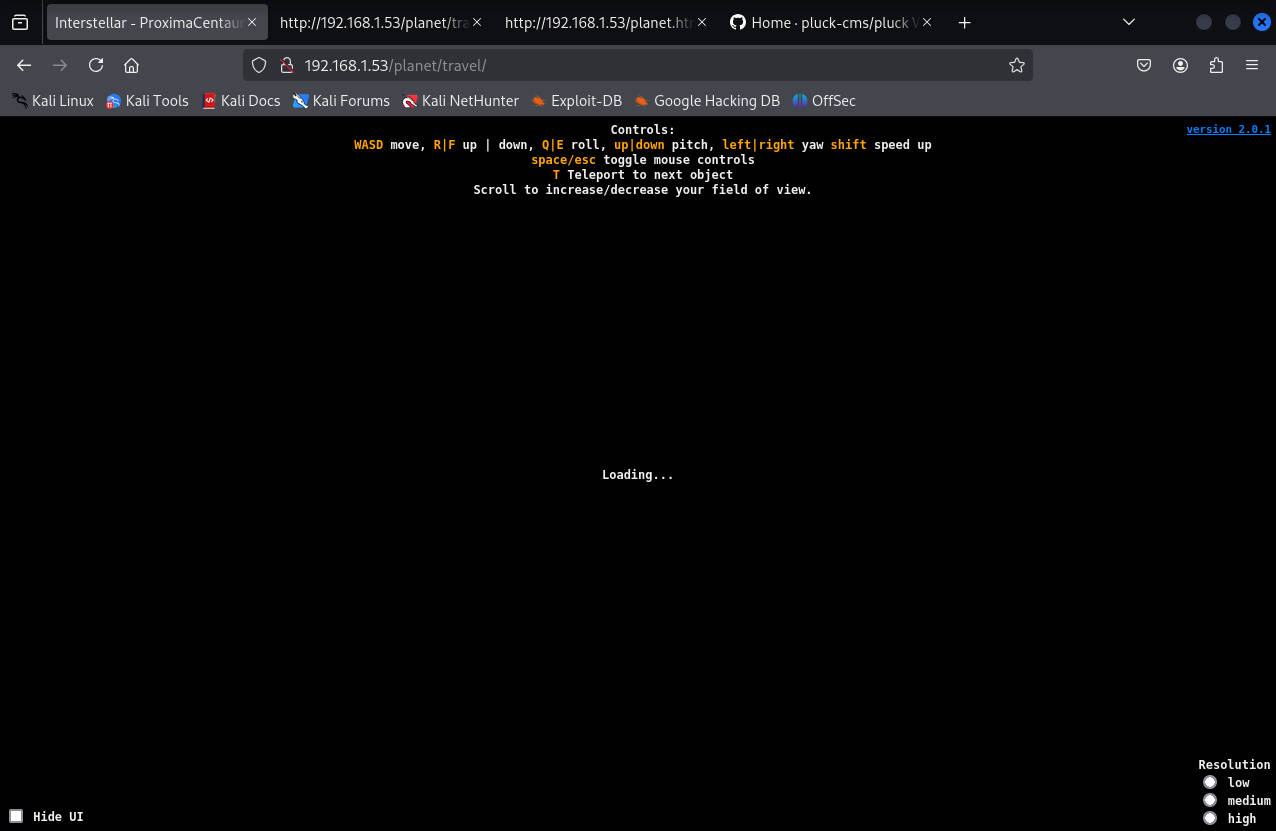 Interstellar - ProximaCentau
http://192.168.1.53/planet/tra
http://192.168.1.53/planet.ht
Home · pluck-cms/pluck W
192.168.1.53/planet/travel/
Kali Linux Kali Tools Kali Docs Kali Forums Kali NetHunter Exploit-DB Google Hacking DB OffSec
Controls:
version 2.0.1
WASD move, R|F up | down, Q|E roll, up|down pitch, left|right yaw shift speed up
space/esc toggle mouse controls
T Teleport to next object
Scroll to increase/decrease your field of view.
Loading...
Resolution
low
medium
high
Hide UI